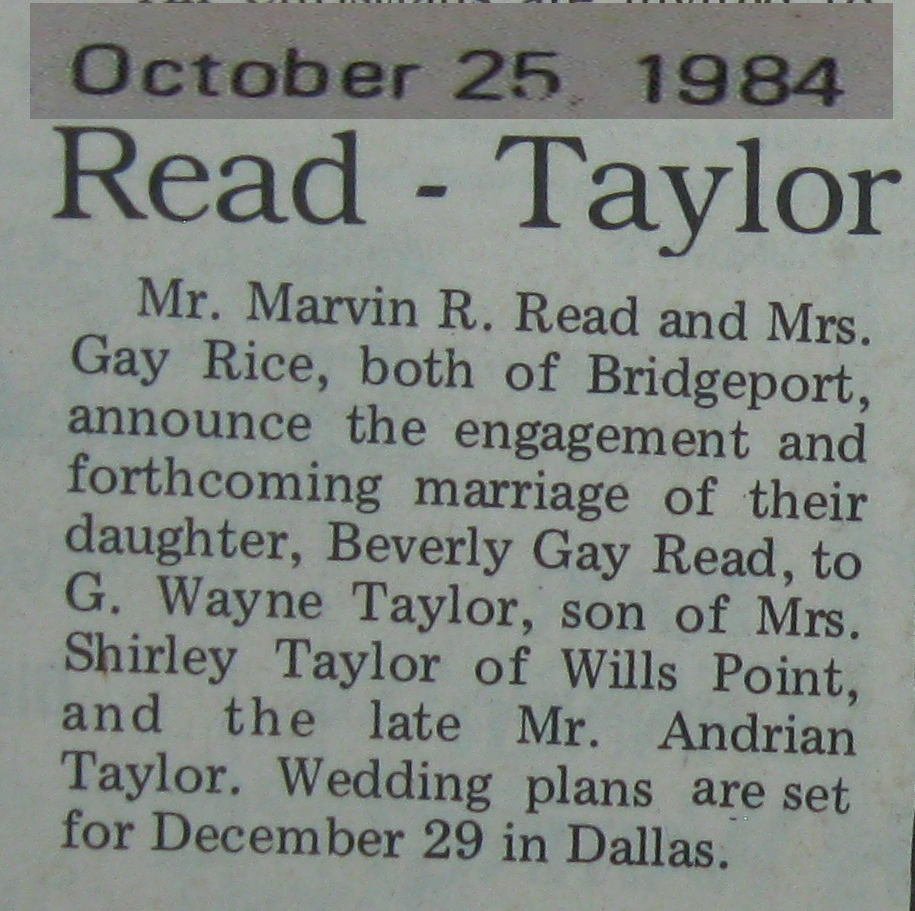 October 25, 1984
Read - Taylor
Mr. Marvin R. Read and Mrs.
Gay Rice, both of Bridgeport,
announce the engagement and
forthcoming marriage of their
daughter, Beverly Gay Read, to
G. Wayne Taylor, son of Mrs.
Shirley Taylor of Wills Point,
and the late Mr. Andrian
Taylor. Wedding plans are set
for December 29 in Dallas.